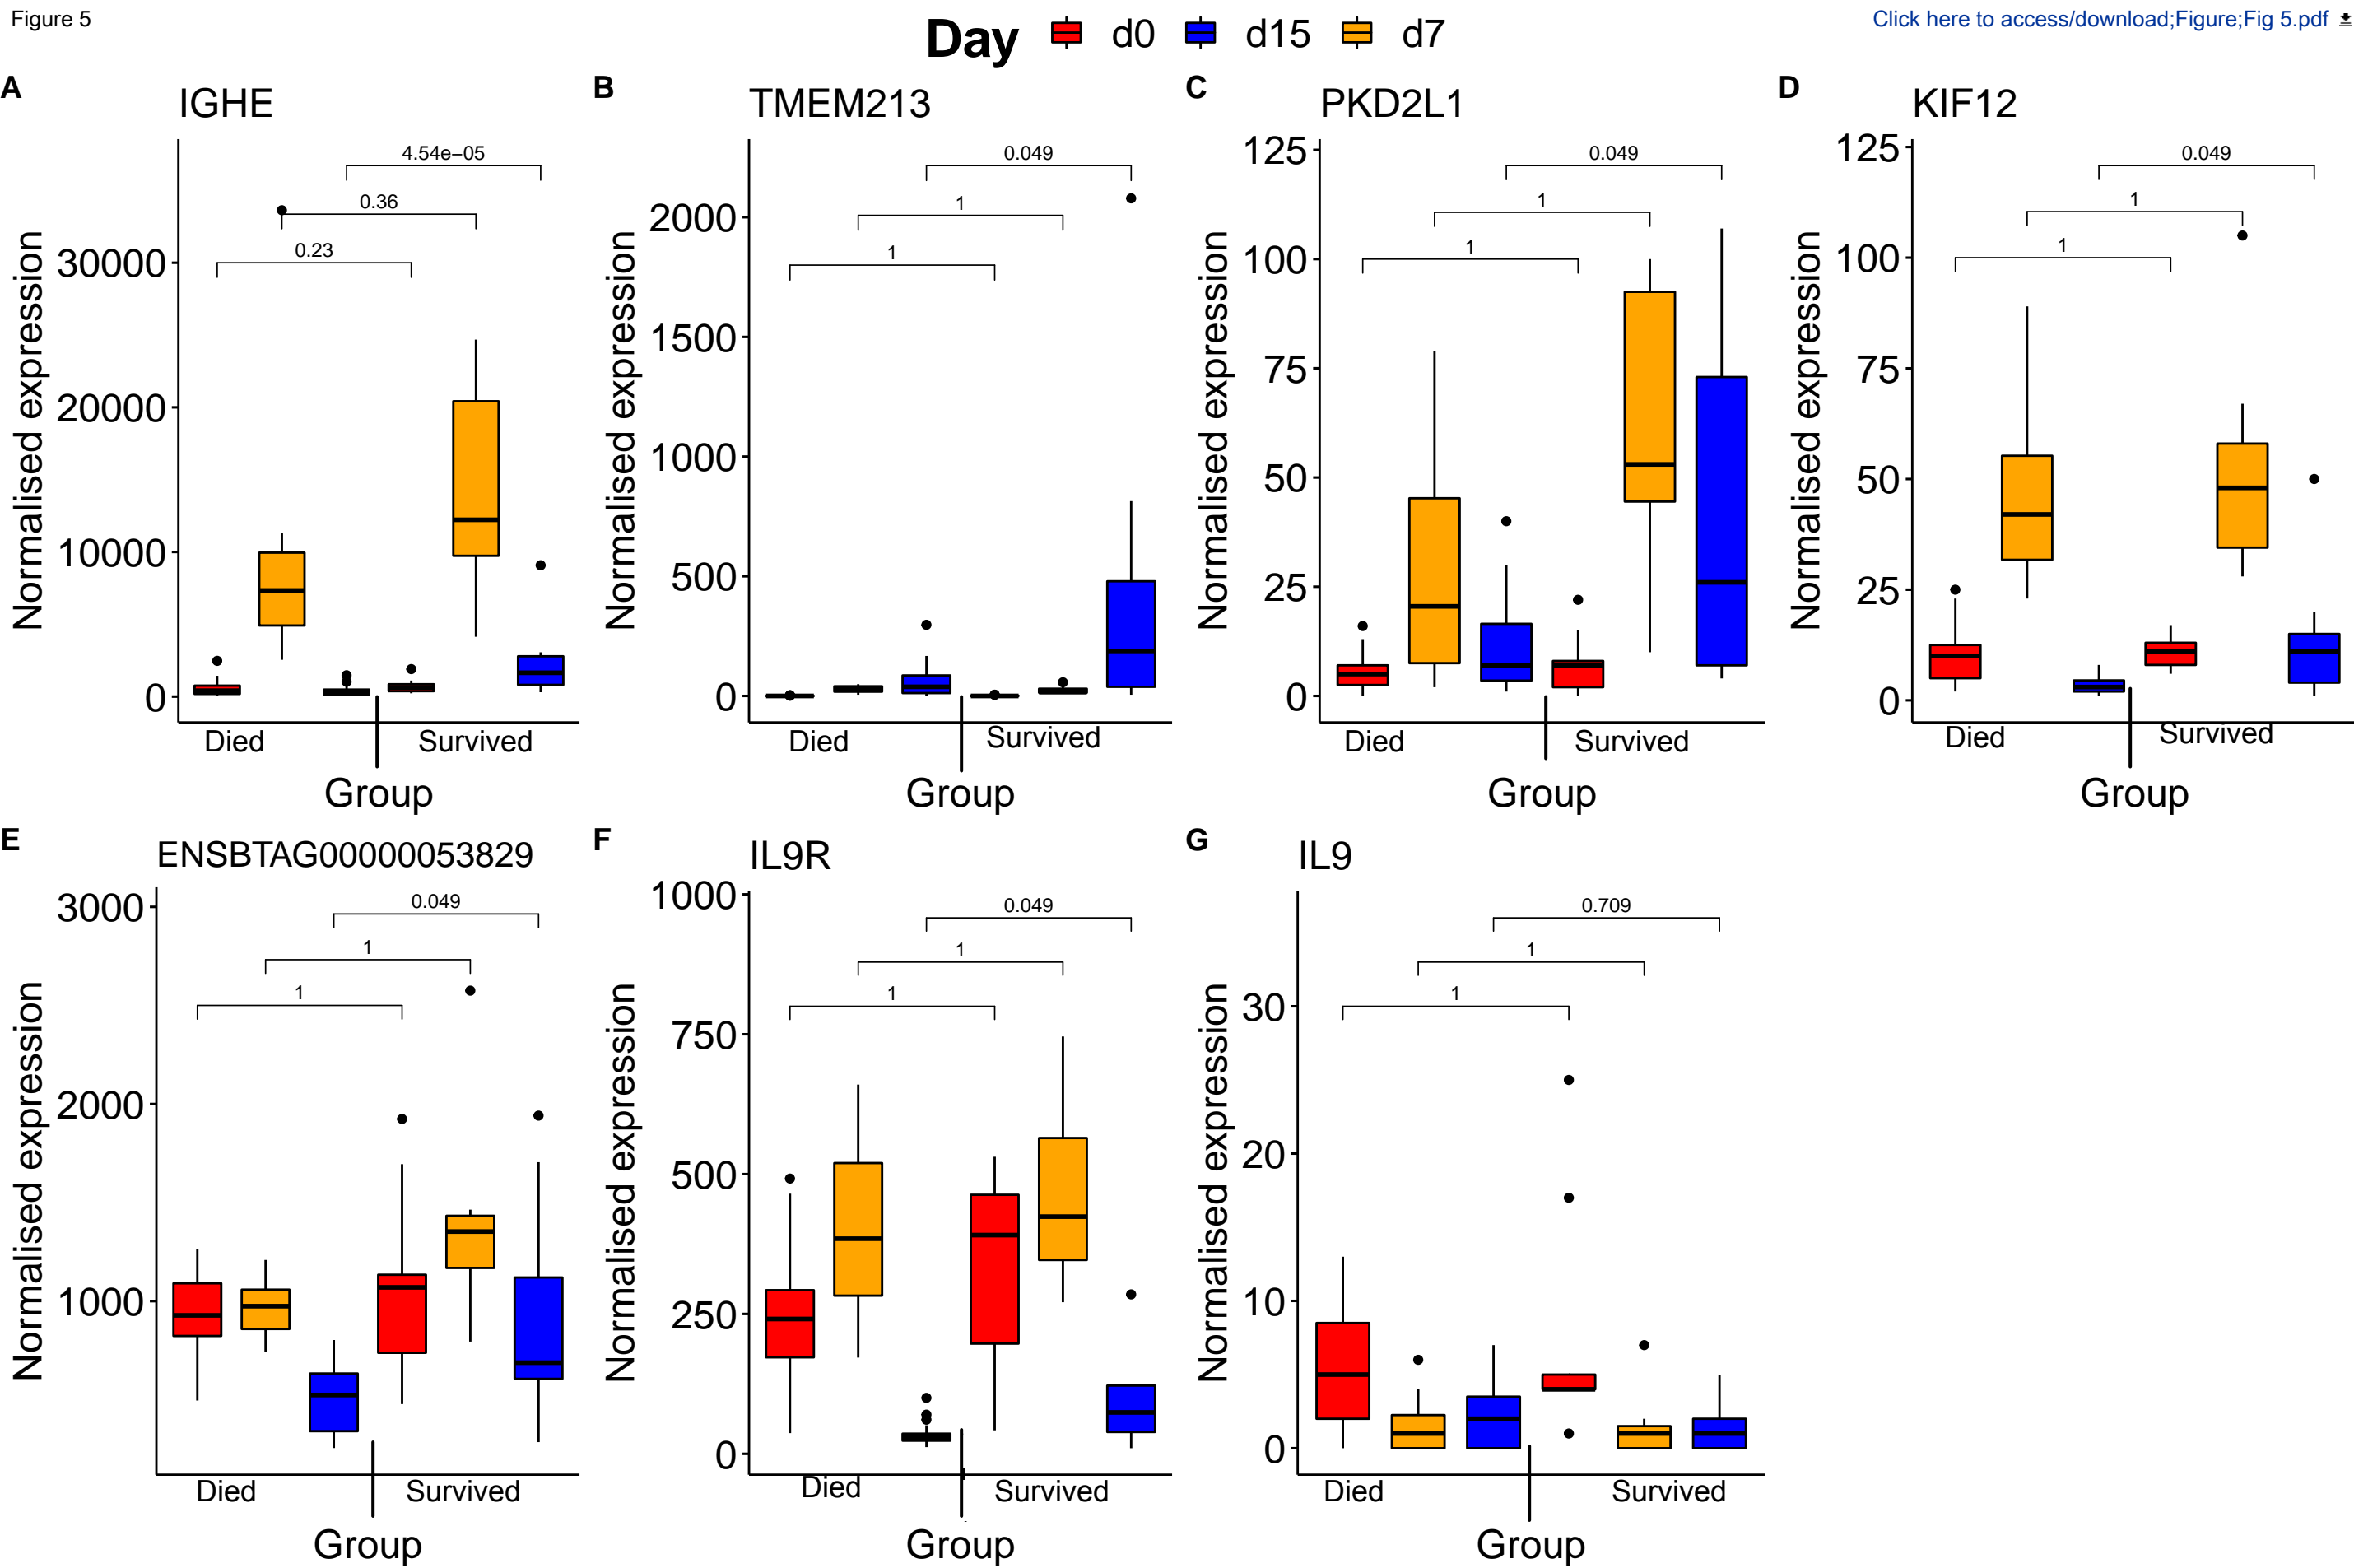 Figure 5
Day d0 d15 d7
Click here to access/download;Figure;Fig 5.pdf
A
IGHE
Normalised expression
30000
20000
10000
0
4.54e−05
0.36
0.23
Died
Survived
Group
B
TMEM213
Normalised expression
2000
1500
1000
500
0
0.049
1
1
Died
Survived
Group
C
PKD2L1
Normalised expression
125
100
75
50
25
0
0.049
1
1
Died
Survived
Group
D
KIF12
Normalised expression
125
100
75
50
25
0
0.049
1
1
Died
Survived
Group
E
ENSBTAG00000053829
Normalised expression
3000
2000
1000
0.049
1
1
Died
Survived
Group
F
IL9R
Normalised expression
1000
750
500
250
0
0.049
1
1
Died
Survived
Group
G
IL9
Normalised expression
30
20
10
0
0.709
1
1
Died
Survived
Group